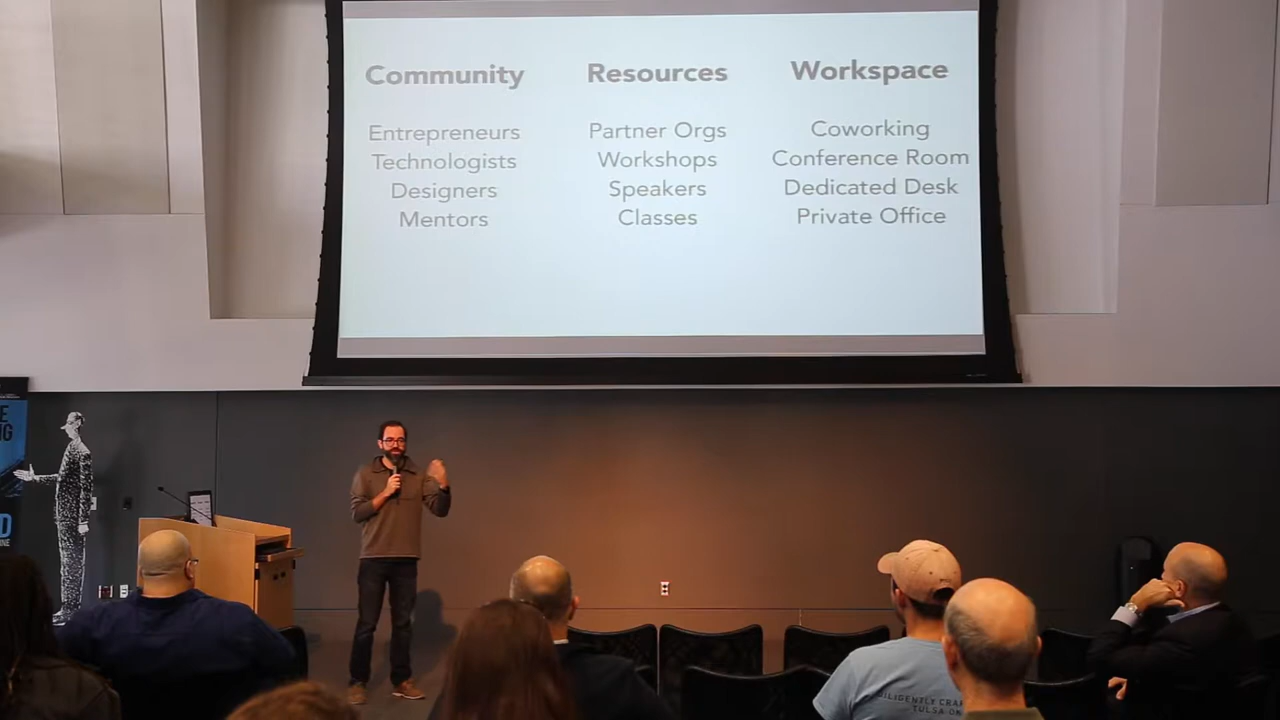 Community
Entrepreneurs
Technologists
Designers
Mentors
Resources
Partner Orgs
Workshops
Speakers
Classes
Workspace
Coworking
Conference Room
Dedicated Desk
Private Office
TULSA